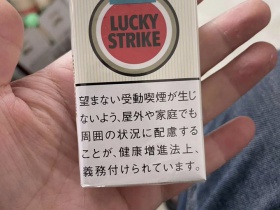 LUCKY
STRIKE
望まない受動喫煙が生じ
ないよう、屋外や家庭でも
周囲の状況に配慮する
ことが、健康増進法上、
義務付けられています。